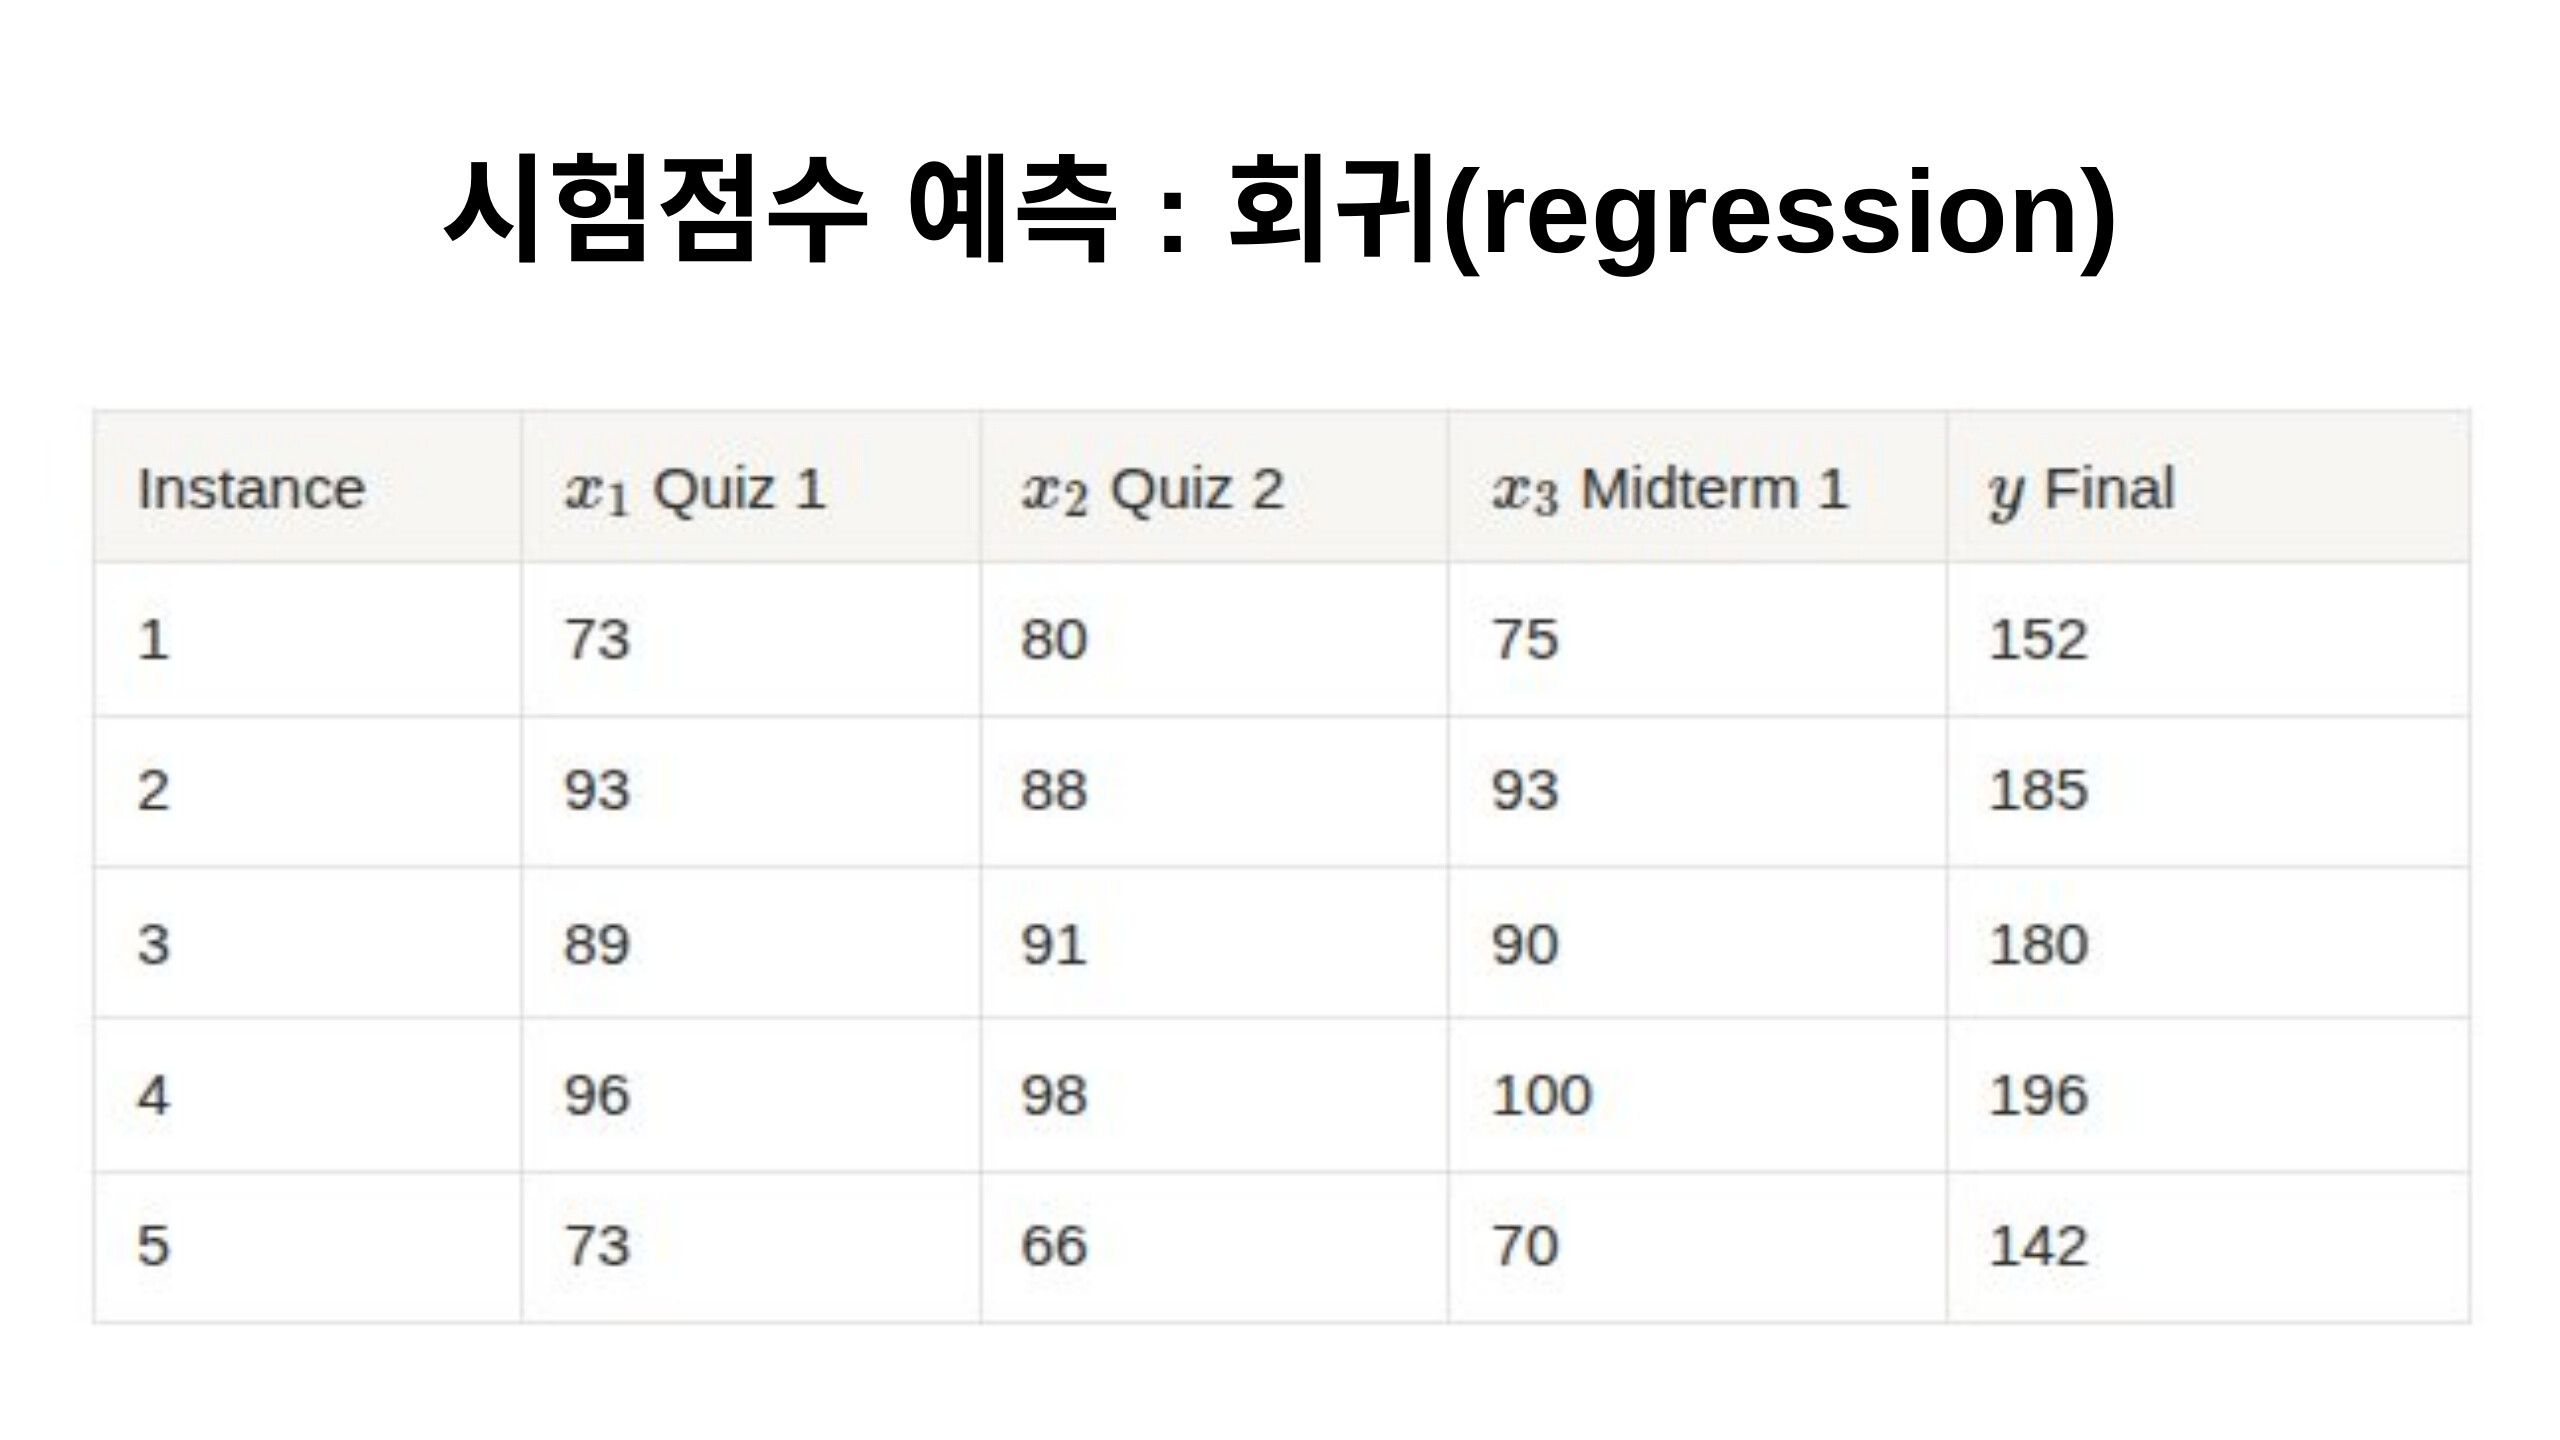 시험점수 예측 : 회귀(regression)
Instance x₁ Quiz 1 x₂ Quiz 2 x₃ Midterm 1 y Final
1 73 80 75 152
2 93 88 93 185
3 89 91 90 180
4 96 98 100 196
5 73 66 70 142